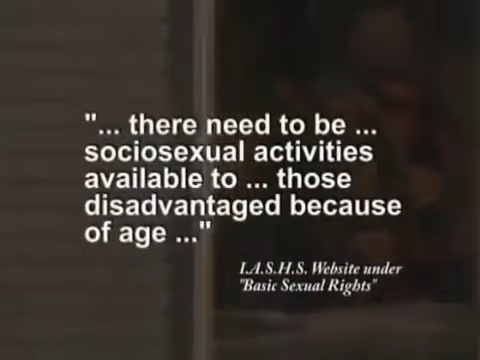 "... there need to be ...
sociosexual activities
available to ... those
disadvantaged because
of age ..."
I.A.S.H.S. Website under
"Basic Sexual Rights"